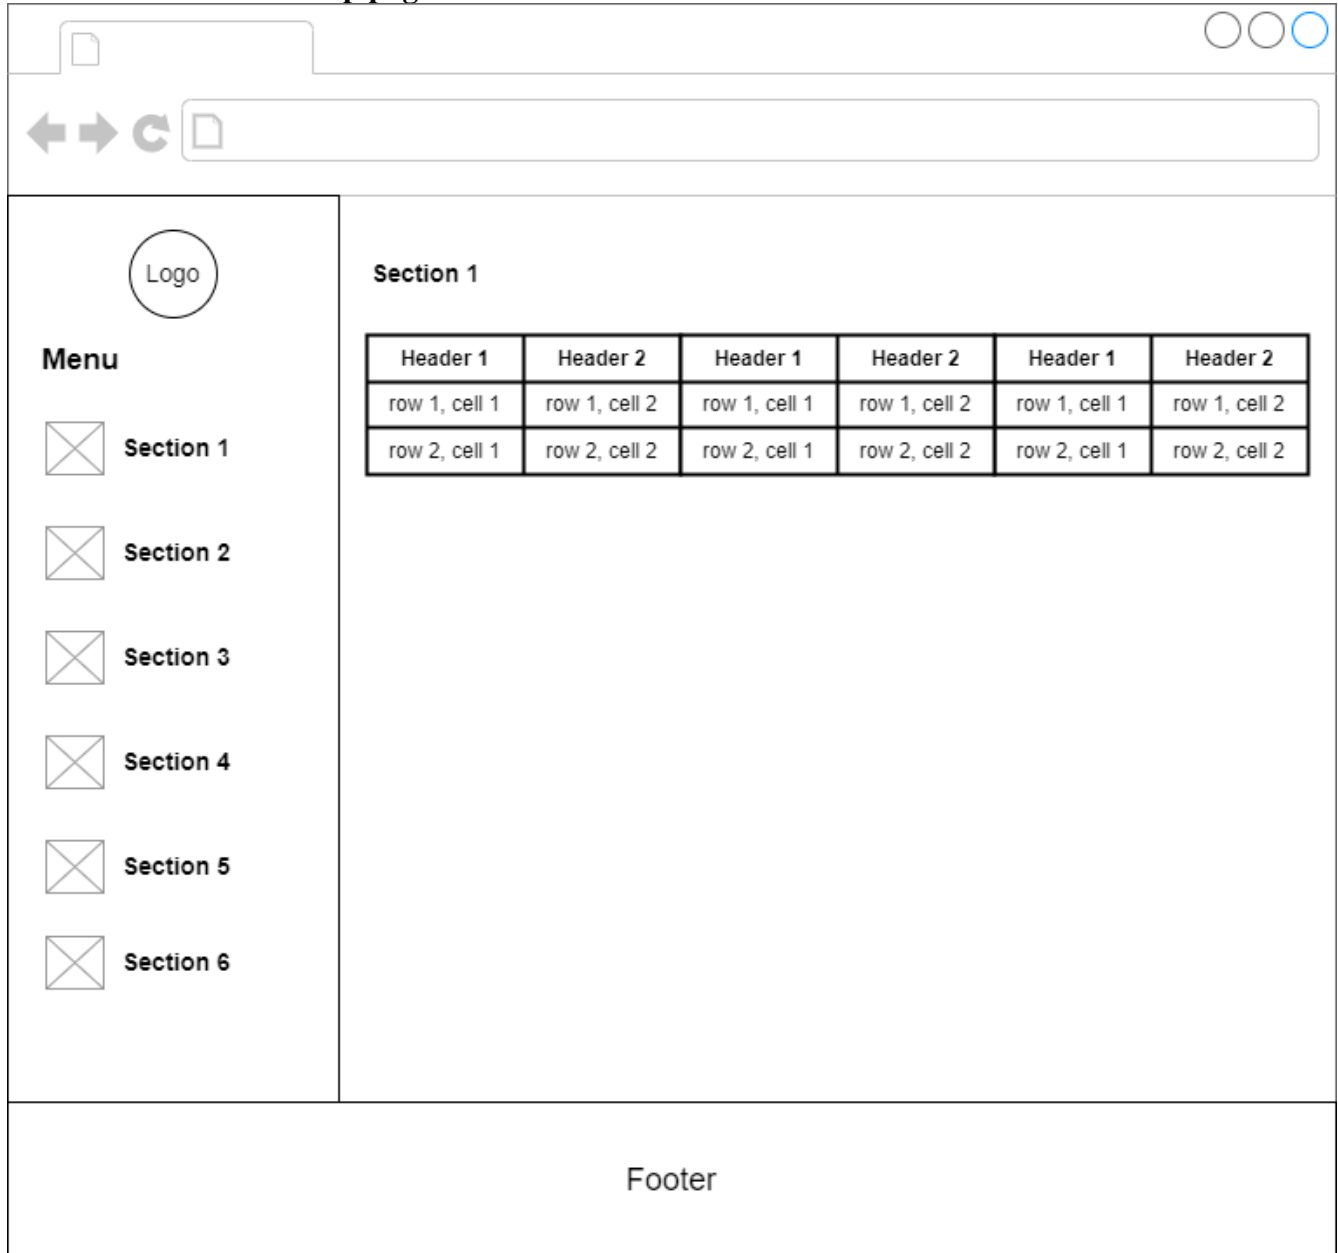 Logo
Menu
Section 1
Section 2
Section 3
Section 4
Section 5
Section 6
Section 1
Header 1 Header 2 Header 1 Header 2 Header 1 Header 2
row 1, cell 1 row 1, cell 2 row 1, cell 1 row 1, cell 2 row 1, cell 1 row 1, cell 2
row 2, cell 1 row 2, cell 2 row 2, cell 1 row 2, cell 2 row 2, cell 1 row 2, cell 2
Footer